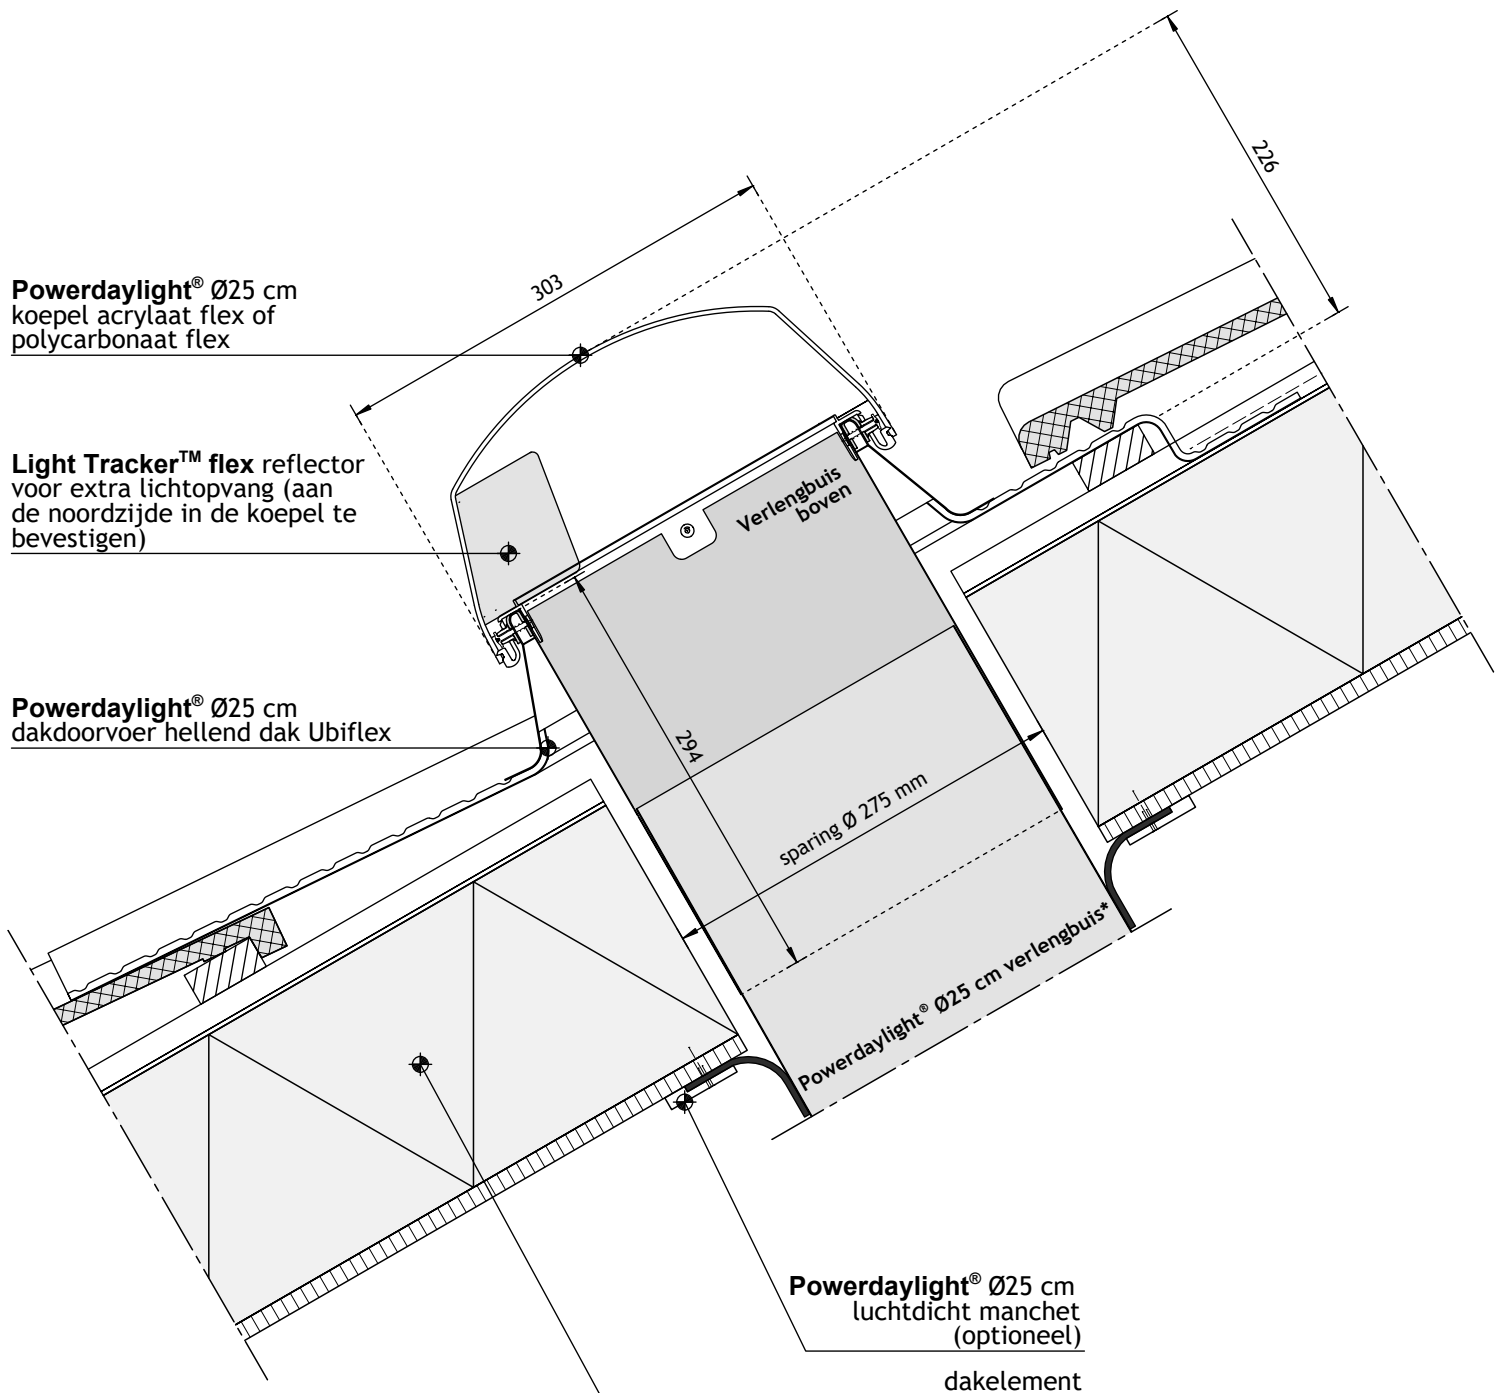 226
303
Powerdaylight® Ø25 cm
koepel acrylaat flex of
polycarbonaat flex
Light Tracker™ flex reflector
voor extra lichtopvang (aan
de noordzijde in de koepel te
bevestigen)
Verlengbuis
boven
Powerdaylight® Ø25 cm
dakdoorvoer hellend dak Ubiflex
294
sparing Ø 275 mm
Powerdaylight® Ø25 cm verlengbuis*
Powerdaylight® Ø25 cm
luchtdicht manchet
(optioneel)
dakelement